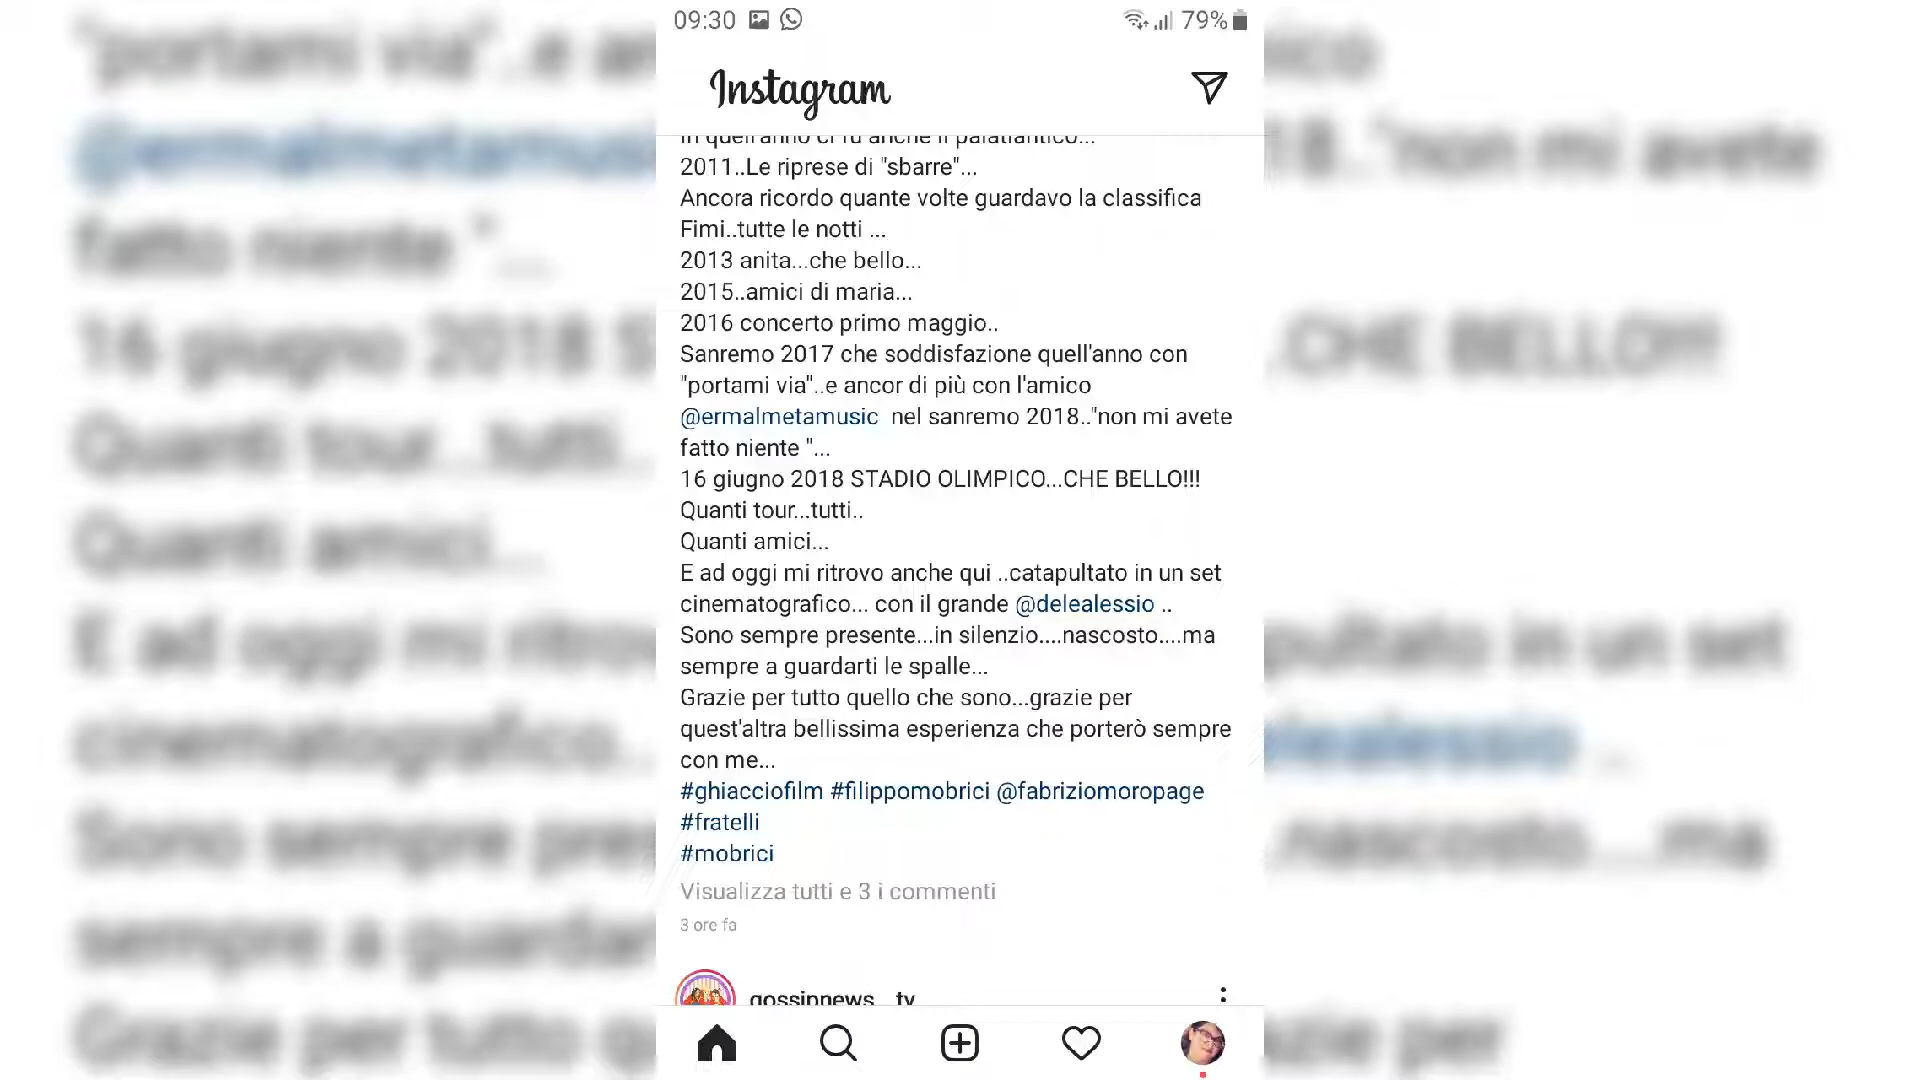 09:30
79%
Instagram
In quell'anno ci fu anche il palatlantico...
2011..Le riprese di "sbarre"...
Ancora ricordo quante volte guardavo la classifica
Fimi..tutte le notti ...
2013 anita...che bello...
2015..amici di maria...
2016 concerto primo maggio..
Sanremo 2017 che soddisfazione quell'anno con
"portami via"..e ancor di più con l'amico
@ermalmetamusic nel sanremo 2018.."non mi avete
fatto niente "...
16 giugno 2018 STADIO OLIMPICO...CHE BELLO!!!
Quanti tour...tutti..
Quanti amici...
E ad oggi mi ritrovo anche qui ..catapultato in un set
cinematografico... con il grande @delealessio ..
Sono sempre presente...in silenzio....nascosto....ma
sempre a guardarti le spalle...
Grazie per tutto quello che sono...grazie per
quest'altra bellissima esperienza che porterò sempre
con me...
#ghiacciofilm #filippomobrici @fabriziomoropage
#fratelli
#mobrici
Visualizza tutti e 3 i commenti
3 ore fa
gossipnews_tv